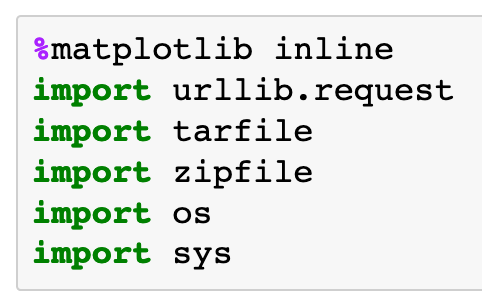 %matplotlib inline
import urllib.request
import tarfile
import zipfile
import os
import sys